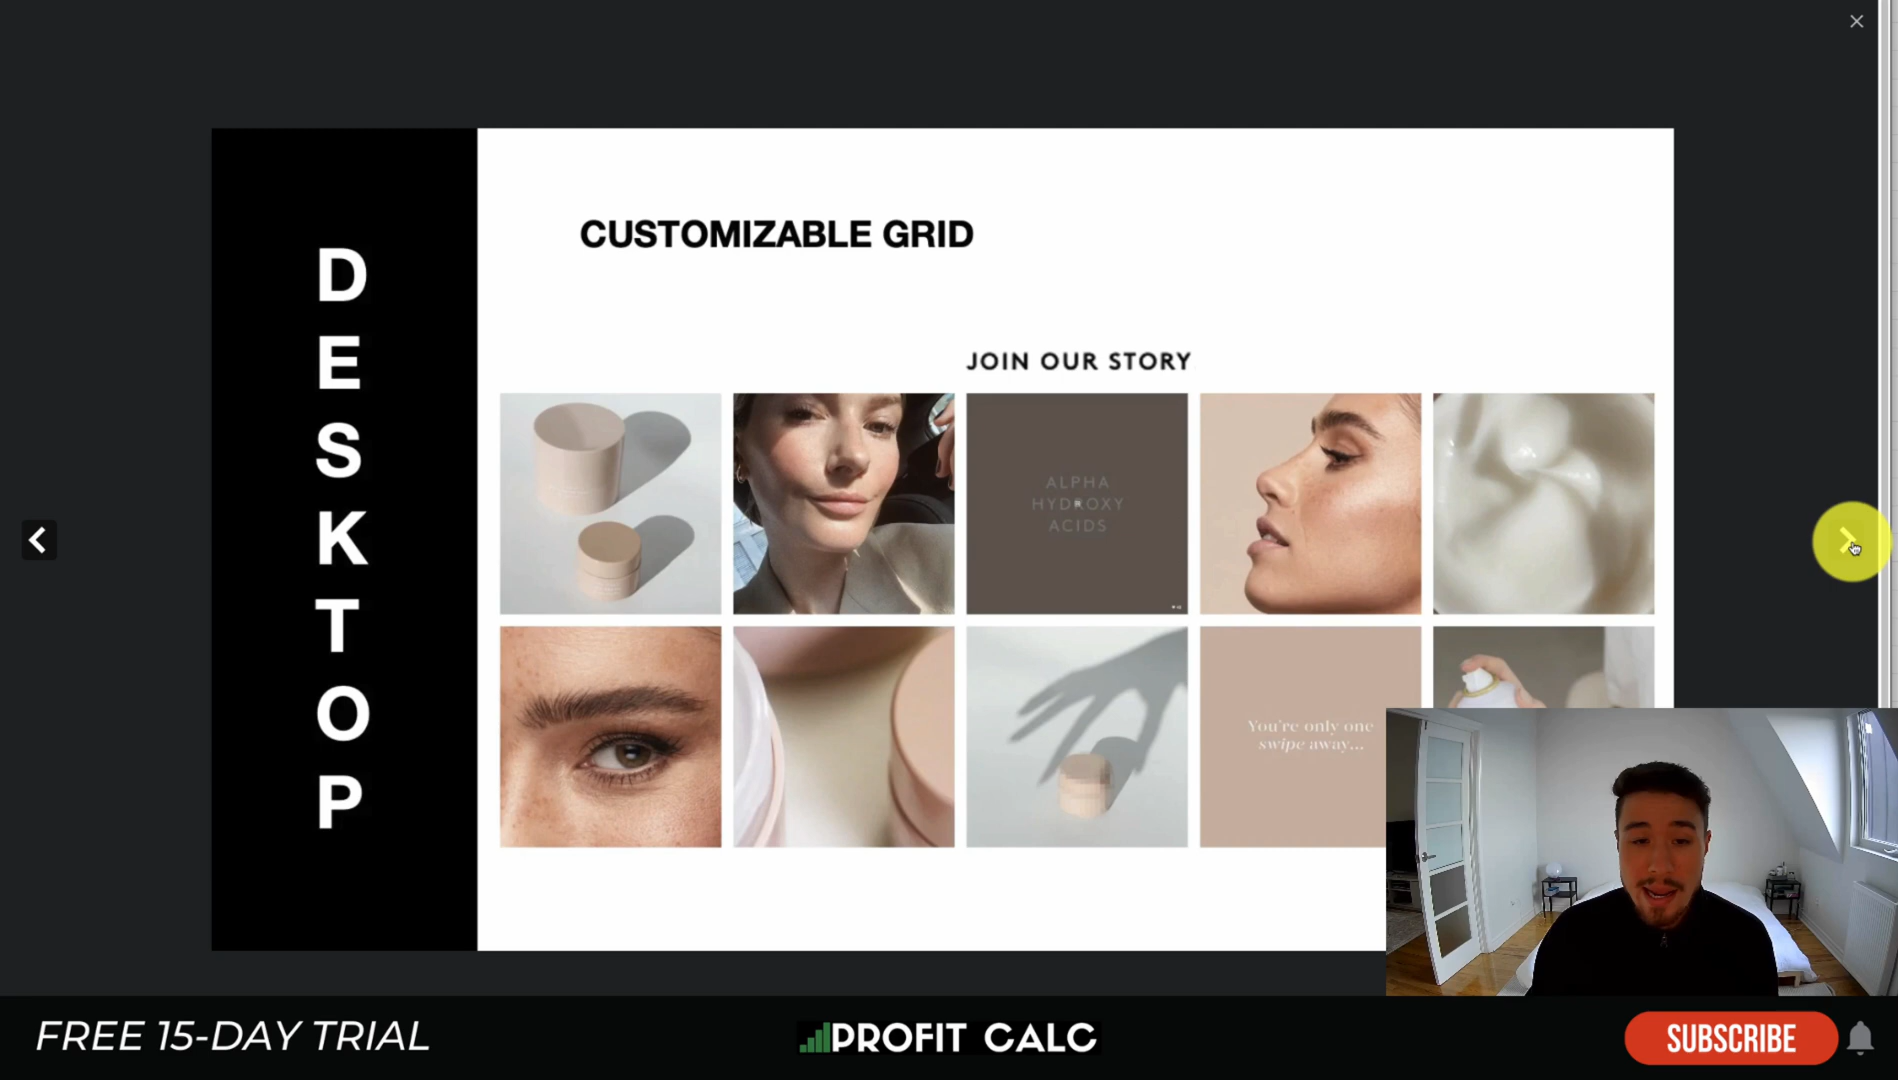 D
E
S
K
T
O
P
CUSTOMIZABLE GRID
JOIN OUR STORY
ALPHA
HYDROXY
ACIDS
You're only one
swipe away...
FREE 15-DAY TRIAL
PROFIT CALC
SUBSCRIBE